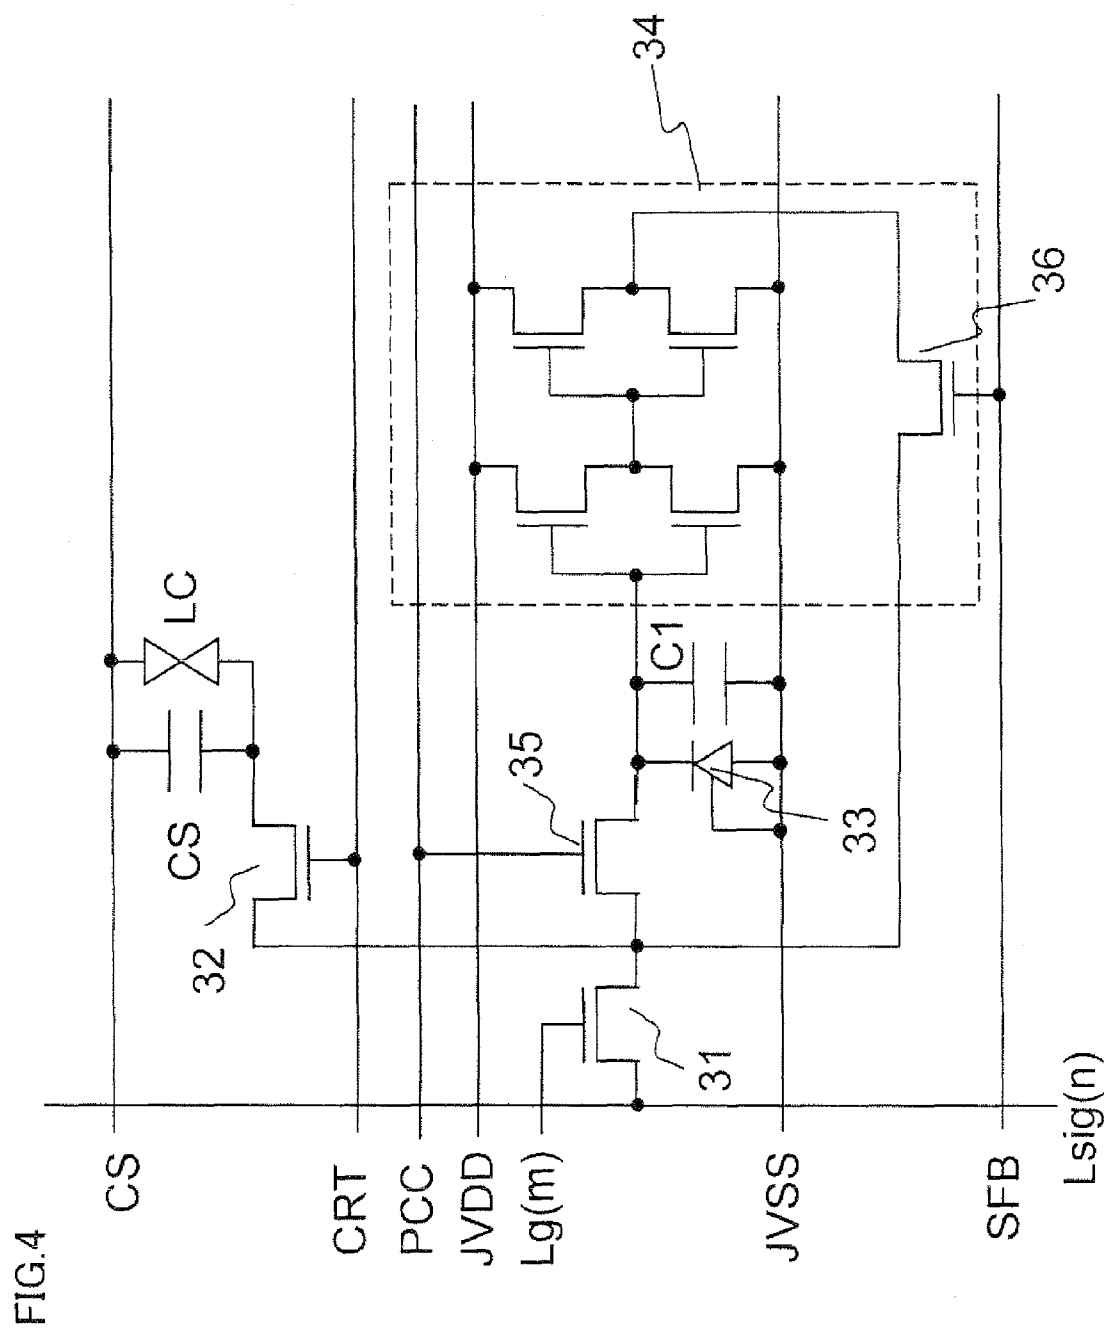 FIG.4
CS
CRT
PCC
JVDD
Lg(m)
JVSS
SFB
Lsig(n)
31
32
CS
LC
35
33
C1
34
36